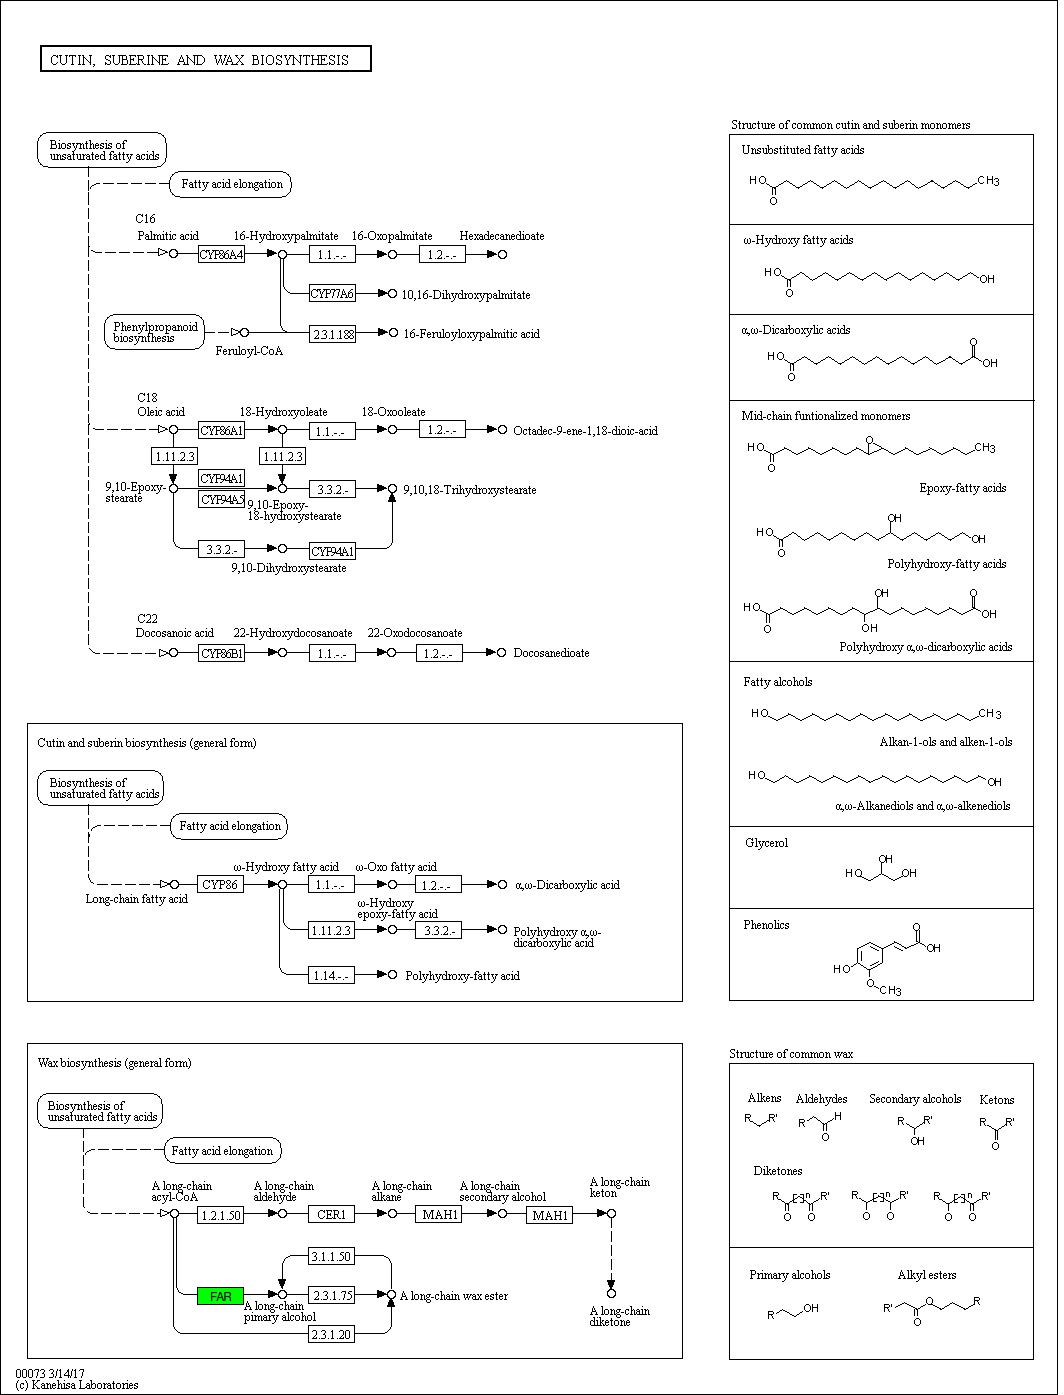 CUTIN, SUBERINE AND WAX BIOSYNTHESIS
Biosynthesis of
unsaturated fatty acids
Fatty acid elongation
C16
Palmitic acid
16-Hydroxypalmitate
16-Oxopalmitate
Hexadecanedioate
CYP86A4
1.1.-.-
1.2.-.-
CYP77A6
10,16-Dihydroxypalmitate
Phenylpropanoid
biosynthesis
2.3.1.188
16-Feruloyloxypalmitic acid
Feruloyl-CoA
C18
Oleic acid
18-Hydroxyoleate
18-Oxooleate
CYP86A1
1.1.-.-
1.2.-.-
Octadec-9-ene-1,18-dioic-acid
1.11.2.3
1.11.2.3
9,10-Epoxy-
stearate
CYP94A1
CYP94A5
9,10-Epoxy-
18-hydroxystearate
3.3.2.-
9,10,18-Trihydroxystearate
3.3.2.-
CYP94A1
9,10-Dihydroxystearate
C22
Docosanoic acid
22-Hydroxydocosanoate
22-Oxodocosanoate
CYP86B1
1.1.-.-
1.2.-.-
Docosanedioate
Cutin and suberin biosynthesis (general form)
Biosynthesis of
unsaturated fatty acids
Fatty acid elongation
ω-Hydroxy fatty acid
ω-Oxo fatty acid
Long-chain fatty acid
CYP86
1.1.-.-
1.2.-.-
α,ω-Dicarboxylic acid
ω-Hydroxy
epoxy-fatty acid
1.11.2.3
3.3.2.-
Polyhydroxy α,ω-
dicarboxylic acid
1.14.-.-
Polyhydroxy-fatty acid
Wax biosynthesis (general form)
Biosynthesis of
unsaturated fatty acids
Fatty acid elongation
A long-chain
acyl-CoA
A long-chain
aldehyde
A long-chain
alkane
A long-chain
secondary alcohol
A long-chain
keton
1.2.1.50
CER1
MAH1
MAH1
3.1.1.50
FAR
2.3.1.75
A long-chain wax ester
A long-chain
pimary alcohol
2.3.1.20
A long-chain
diketone
00073 3/14/17
(c) Kanehisa Laboratories
Structure of common cutin and suberin monomers
Unsubstituted fatty acids
HO
O
CH3
ω-Hydroxy fatty acids
HO
O
OH
α,ω-Dicarboxylic acids
HO
O
O
OH
Mid-chain funtionalized monomers
HO
O
O
CH3
Epoxy-fatty acids
HO
O
OH
OH
Polyhydroxy-fatty acids
HO
O
OH
OH
O
OH
Polyhydroxy α,ω-dicarboxylic acids
Fatty alcohols
HO
CH3
Alkan-1-ols and alken-1-ols
HO
OH
α,ω-Alkanediols and α,ω-alkenediols
Glycerol
OH
HO
OH
Phenolics
O
OH
HO
O
CH3
Structure of common wax
Alkens
Aldehydes
Secondary alcohols
Ketons
R
R'
R
H
O
R
R'
OH
R
R'
O
Diketones
R
n
R'
O
O
R
n
R'
O
O
R
n
R'
O
O
Primary alcohols
Alkyl esters
R
OH
R'
O
O
R